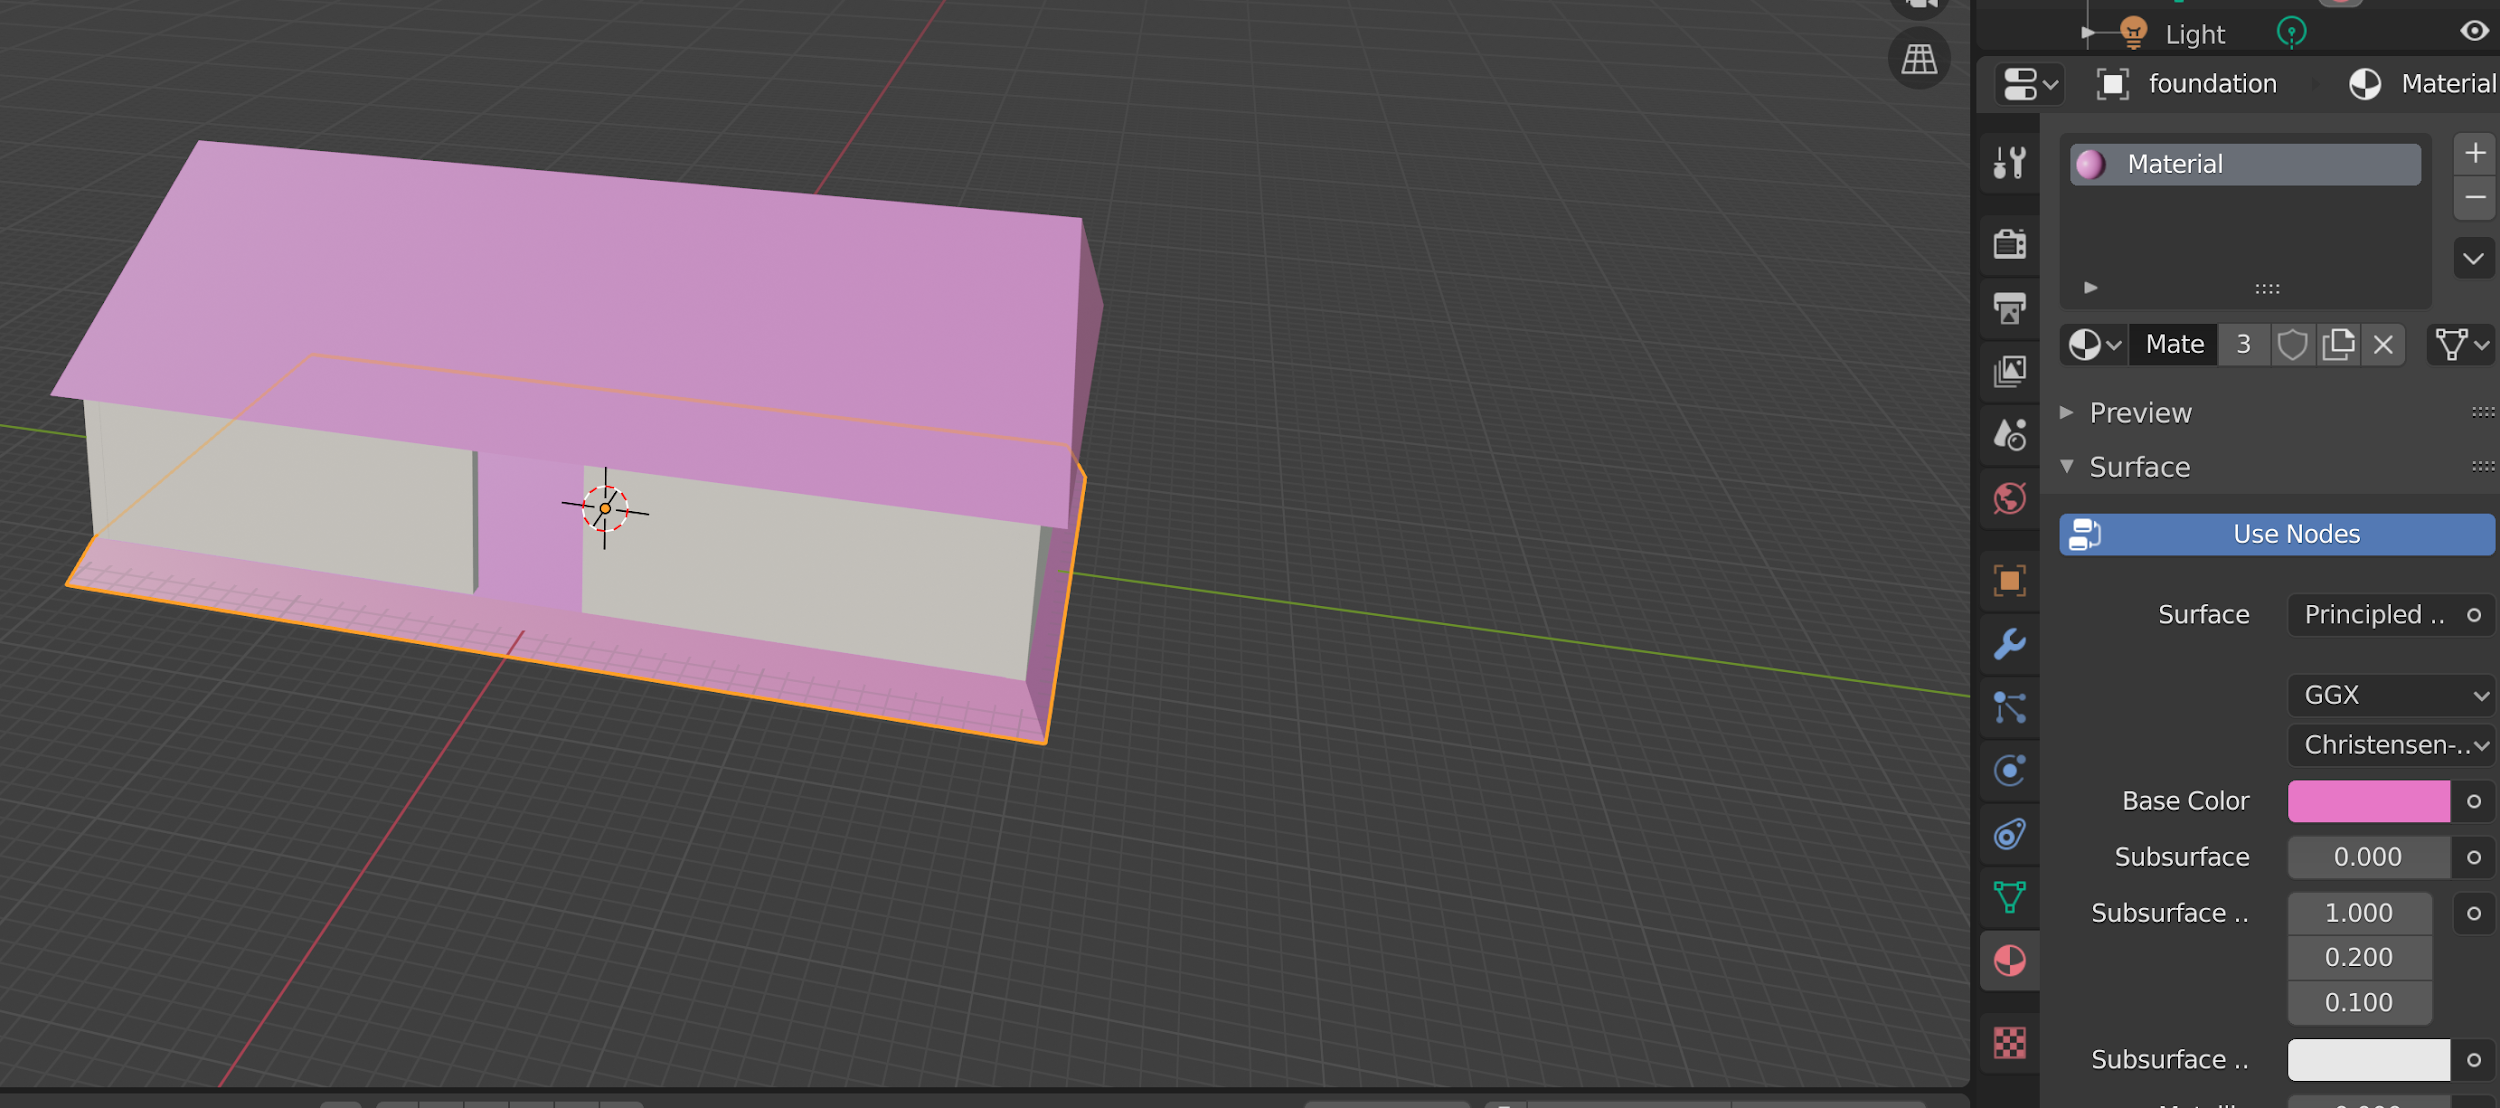 Light
foundation Material
Material
Mate 3
Preview
Surface
Use Nodes
Surface Principled ..
GGX
Christensen-..
Base Color
Subsurface 0.000
Subsurface .. 1.000
0.200
0.100
Subsurface ..